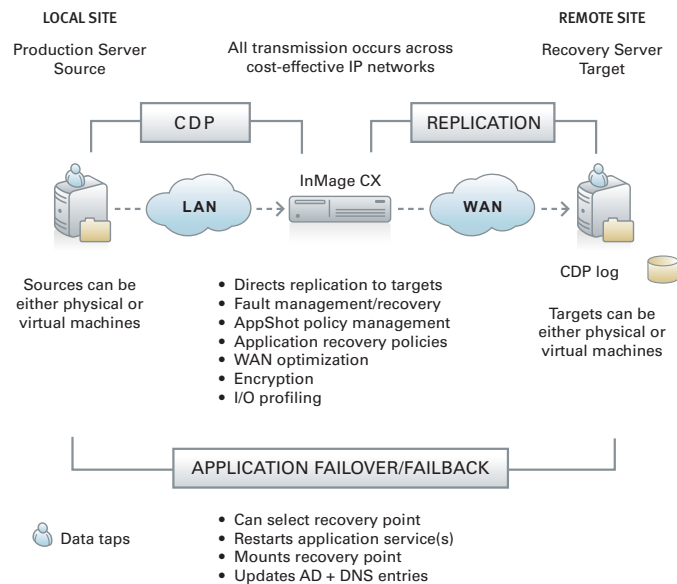 LOCAL SITE
Production Server
Source
All transmission occurs across
cost-effective IP networks
REMOTE SITE
Recovery Server
Target
CDP
REPLICATION
InMage CX
LAN
WAN
Sources can be
either physical or
virtual machines
• Directs replication to targets
• Fault management/recovery
• AppShot policy management
• Application recovery policies
• WAN optimization
• Encryption
• I/O profiling
CDP log
Targets can be
either physical or
virtual machines
APPLICATION FAILOVER/FAILBACK
Data taps
• Can select recovery point
• Restarts application service(s)
• Mounts recovery point
• Updates AD + DNS entries